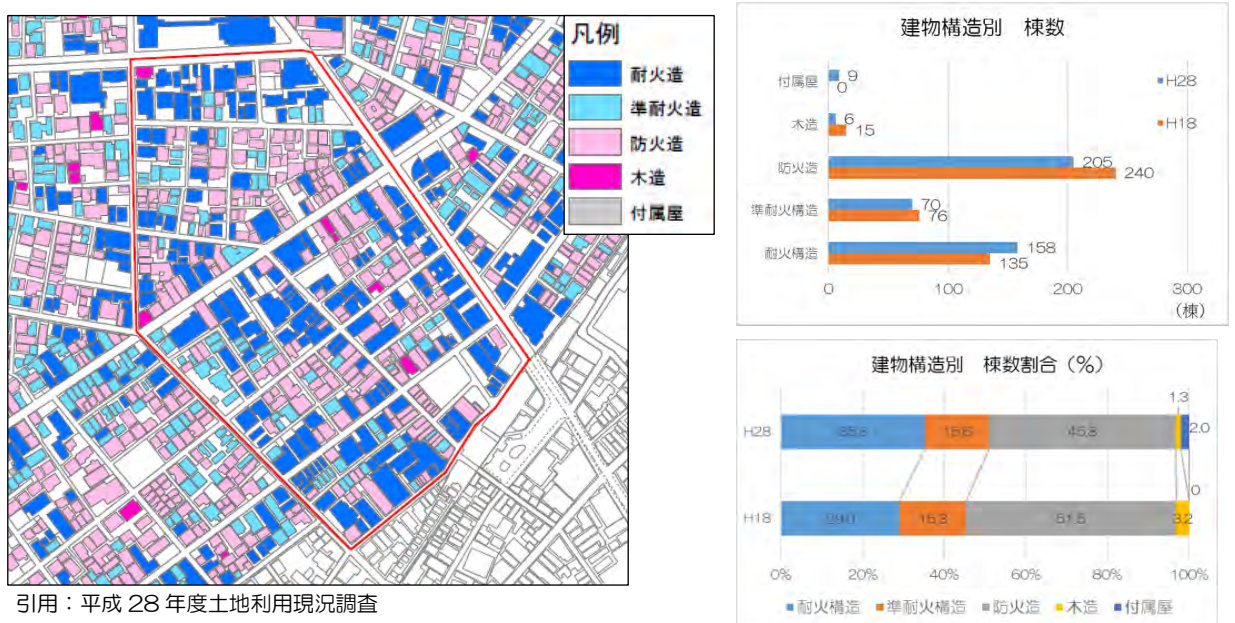 凡例
耐火造
準耐火造
防火造
木造
付属屋
引用：平成 28 年度土地利用現況調査
建物構造別 棟数
付属屋
9
0
木造
6
15
防火造
205
240
準耐火構造
70
76
耐火構造
158
135
H28
H18
0
100
200
300
（棟）
建物構造別 棟数割合（%）
1.3
H28
15.6
45.8
2.0
0
H18
51.5
3.2
0%
20%
40%
60%
80%
100%
耐火構造
準耐火構造
防火造
木造
付属屋